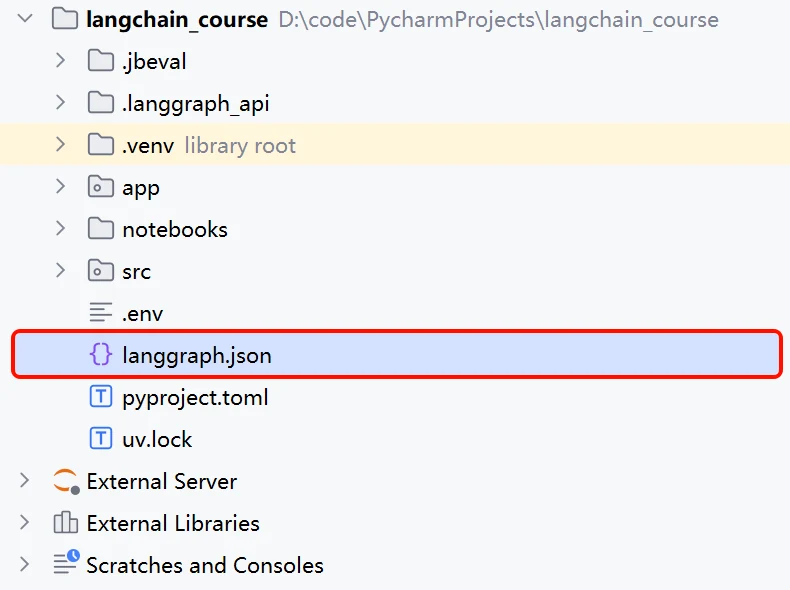 langchain_course D:\code\PycharmProjects\langchain_course
.jbeval
.langgraph_api
.venv library root
app
notebooks
src
.env
langgraph.json
pyproject.toml
uv.lock
External Server
External Libraries
Scratches and Consoles